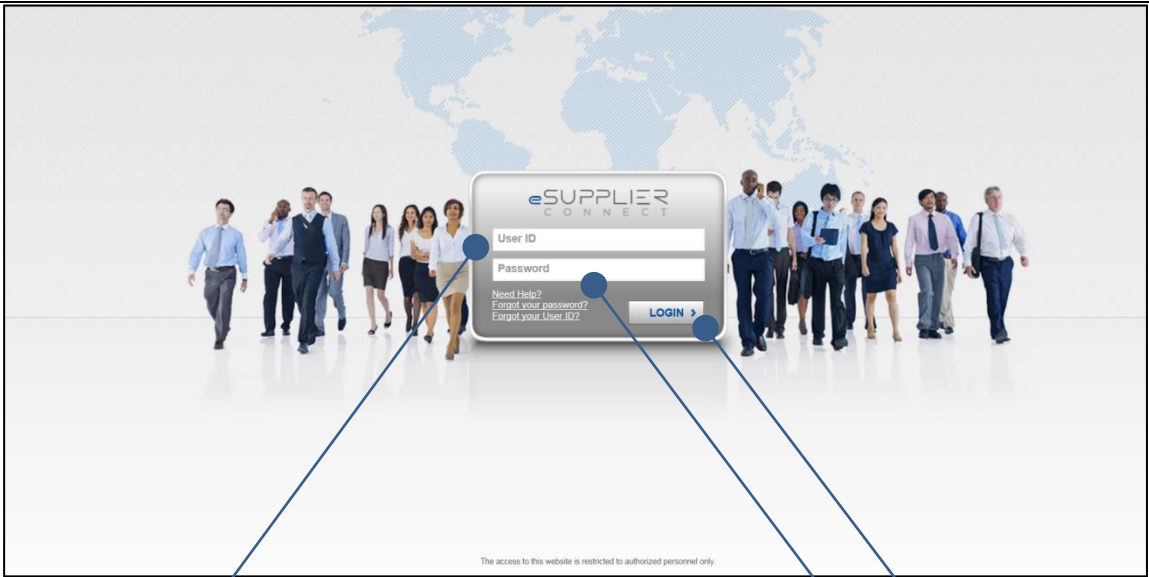 eSUPPLIER
CONNECT
User ID
Password
Need Help?
Forgot your password?
Forgot your User ID?
LOGIN >
The access to this website is restricted to authorized personnel only.